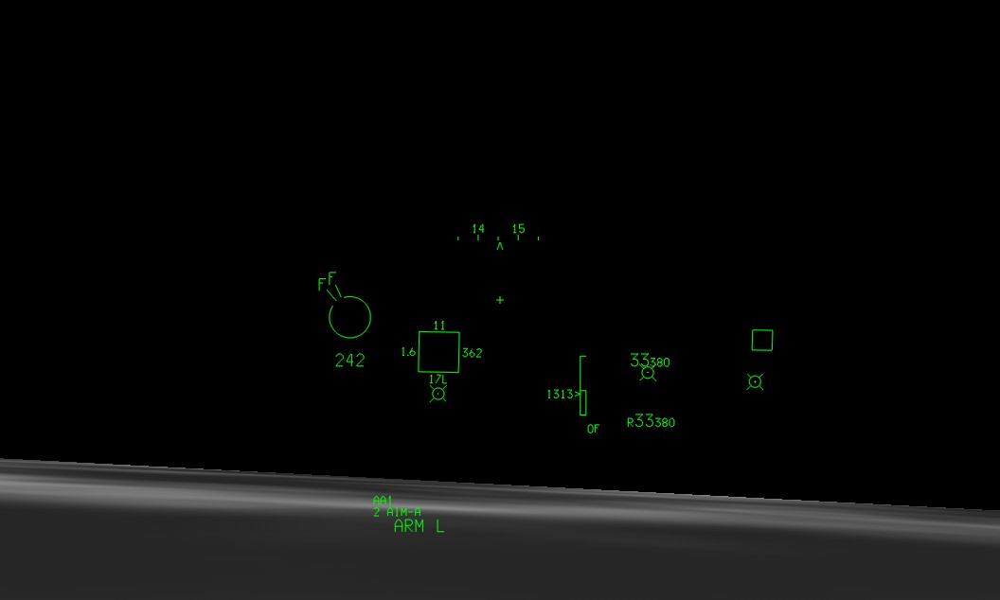 14 15
F F
242
11
1.6 362
17L
33380
1313>
R33380
OF
AA1
2 AIM-A
ARM L